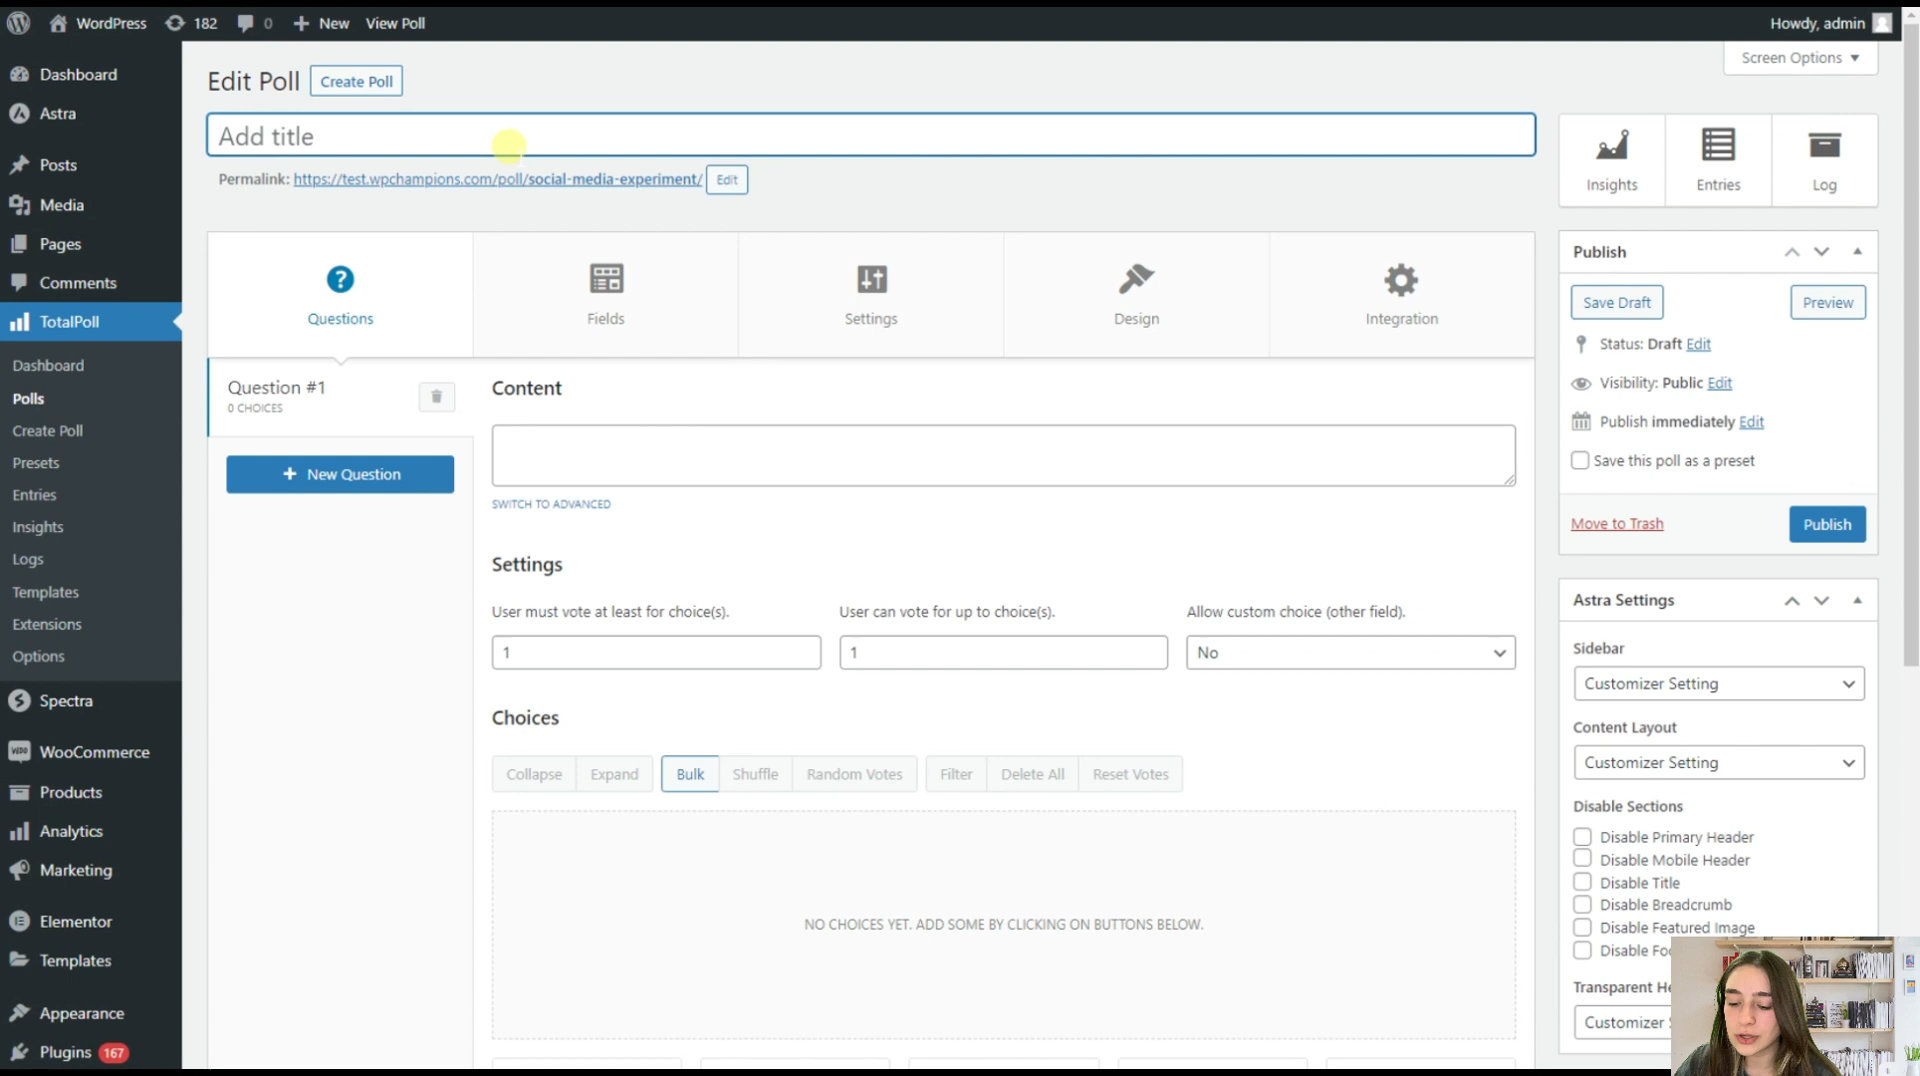 WordPress 182 0 New View Poll Howdy, admin
Screen Options
Dashboard
Astra
Posts
Media
Pages
Comments
TotalPoll
Dashboard
Polls
Create Poll
Presets
Entries
Insights
Logs
Templates
Extensions
Options
Spectra
WooCommerce
Products
Analytics
Marketing
Elementor
Templates
Appearance
Plugins 167
Edit Poll Create Poll
Add title
Permalink: https://test.wpchampions.com/poll/social-media-experiment/ Edit
Questions Fields Settings Design Integration
Question #1
0 CHOICES
New Question
Content
SWITCH TO ADVANCED
Settings
User must vote at least for choice(s). User can vote for up to choice(s). Allow custom choice (other field).
1 1 No
Choices
Collapse Expand Bulk Shuffle Random Votes Filter Delete All Reset Votes
NO CHOICES YET. ADD SOME BY CLICKING ON BUTTONS BELOW.
Insights Entries Log
Publish
Save Draft Preview
Status: Draft Edit
Visibility: Public Edit
Publish immediately Edit
Save this poll as a preset
Move to Trash Publish
Astra Settings
Sidebar
Customizer Setting
Content Layout
Customizer Setting
Disable Sections
Disable Primary Header
Disable Mobile Header
Disable Title
Disable Breadcrumb
Disable Featured Image
Disable
Transparent
Customizer